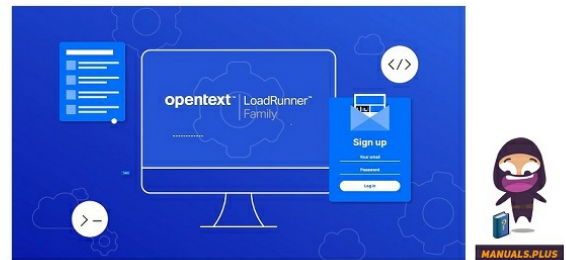 opentext™ | LoadRunner™
Family
</>
Sign up
Your email
Password
Log in
>_
MANUALS.PLUS